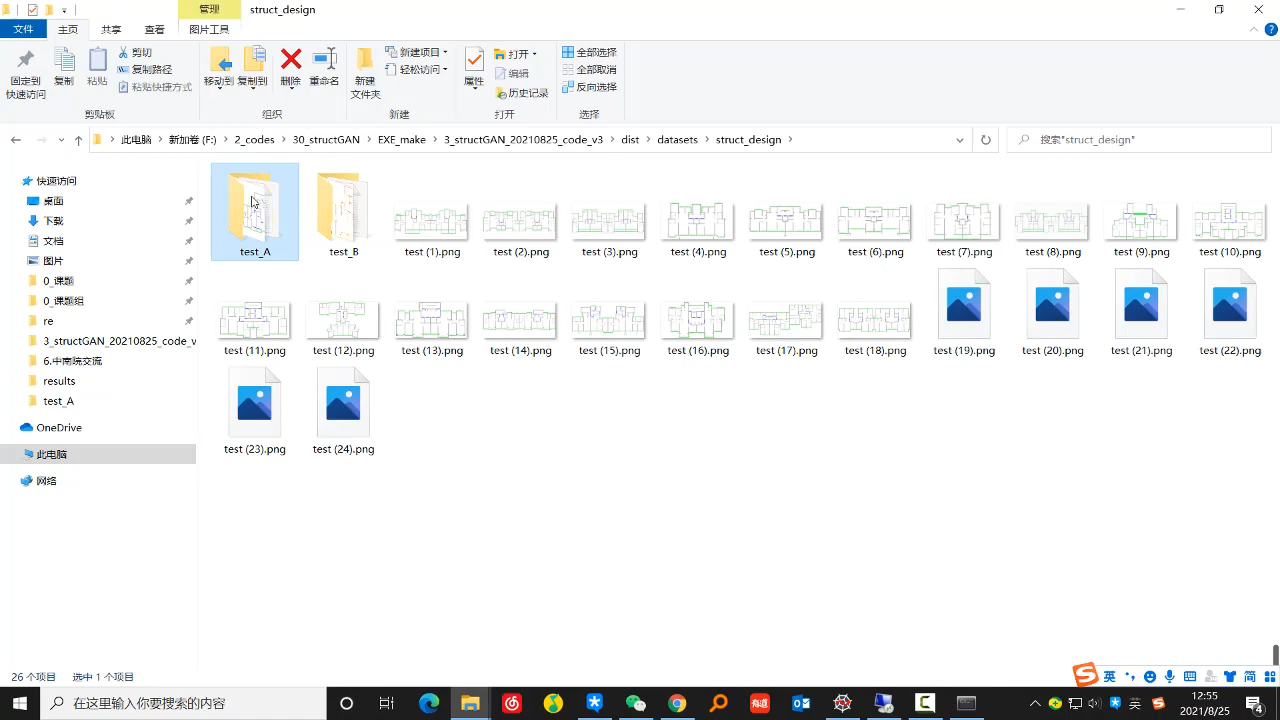 管理
struct_design
文件
主页
共享
查看
图片工具
固定到快速访问
复制
粘贴
剪切
复制路径
粘贴快捷方式
剪贴板
移动到
复制到
删除
重命名
组织
新建
文件夹
新建项目
轻松访问
新建
属性
打开
编辑
历史记录
打开
全部选择
全部取消
反向选择
选择
此电脑 新加卷 (F:) 2_codes 30_structGAN EXE_make 3_structGAN_20210825_code_v3 dist datasets struct_design
搜索"struct_design"
快速访问
桌面
下载
文档
图片
0_课题
0_课题组
re
3_structGAN_20210825_code_v
6.中南院交流
results
test_A
OneDrive
此电脑
网络
test_A
test_B
test (1).png
test (2).png
test (3).png
test (4).png
test (5).png
test (6).png
test (7).png
test (8).png
test (9).png
test (10).png
test (11).png
test (12).png
test (13).png
test (14).png
test (15).png
test (16).png
test (17).png
test (18).png
test (19).png
test (20).png
test (21).png
test (22).png
test (23).png
test (24).png
26 个项目 选中 1 个项目
英
简
在这里输入你要搜索的内容
英
12:55
2021/8/25
4